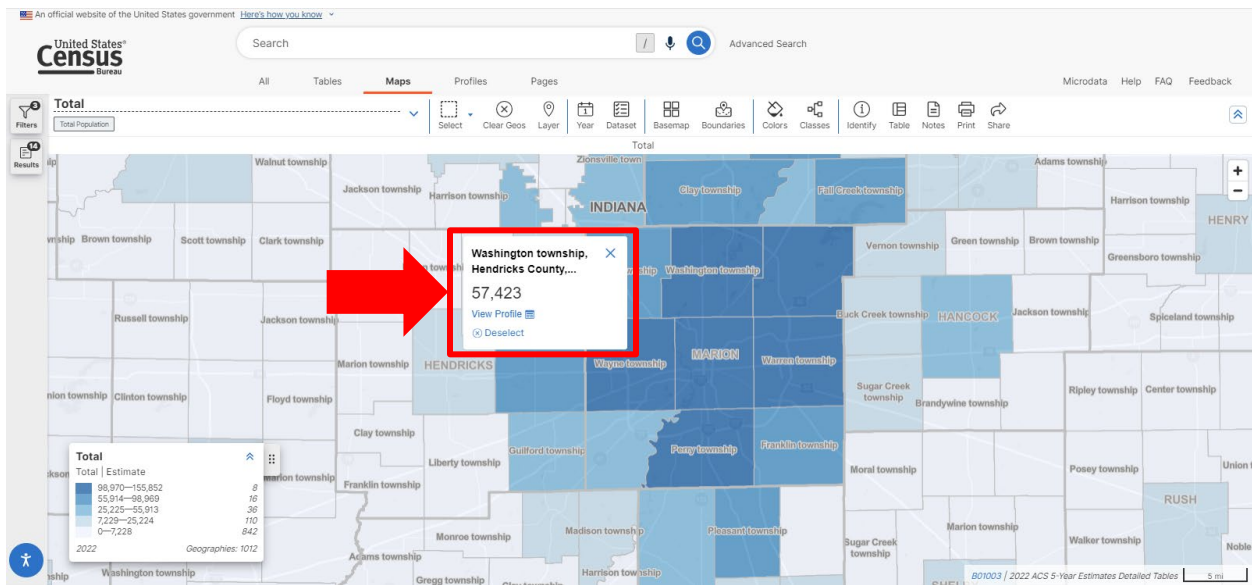 An official website of the United States government Here's how you know
United States®
Census
Bureau
Search
/
Advanced Search
All Tables Maps Profiles Pages
Microdata Help FAQ Feedback
3
Filters
14
Results
Total
Total Population
Select Clear Geos Layer Year Dataset Basemap Boundaries Colors Classes Identify Table Notes Print Share
Total
Walnut township
Zionsville town
Adams township
Jackson township
Harrison township
INDIANA
Clay township
Fall Creek township
Harrison township
HENRY
Brown township
Scott township
Clark township
Washington township
Vernon township
Green township
Brown township
Greensboro township
Washington township,
Hendricks County,...
57,423
View Profile
Deselect
Russell township
Jackson township
Buck Creek township
HANCOCK
Jackson township
Spiceland township
Marion township
HENDRICKS
Wayne township
MARION
Warren township
Clinton township
Floyd township
Sugar Creek
township
Brandywine township
Ripley township
Center township
Clay township
Guilford township
Perry township
Franklin township
Liberty township
Franklin township
Moral township
Posey township
Union
RUSH
Monroe township
Madison township
Pleasant township
Sugar Creek
township
Marion township
Walker township
Noble
Adams township
Washington township
Gregg township
Harrison township
Total
Total | Estimate
98,970—155,852 8
55,914—98,969 16
25,225—55,913 36
7,229—25,224 110
0—7,228 842
2022 Geographies: 1012
B01003 | 2022 ACS 5-Year Estimates Detailed Tables
5 mi
+
−